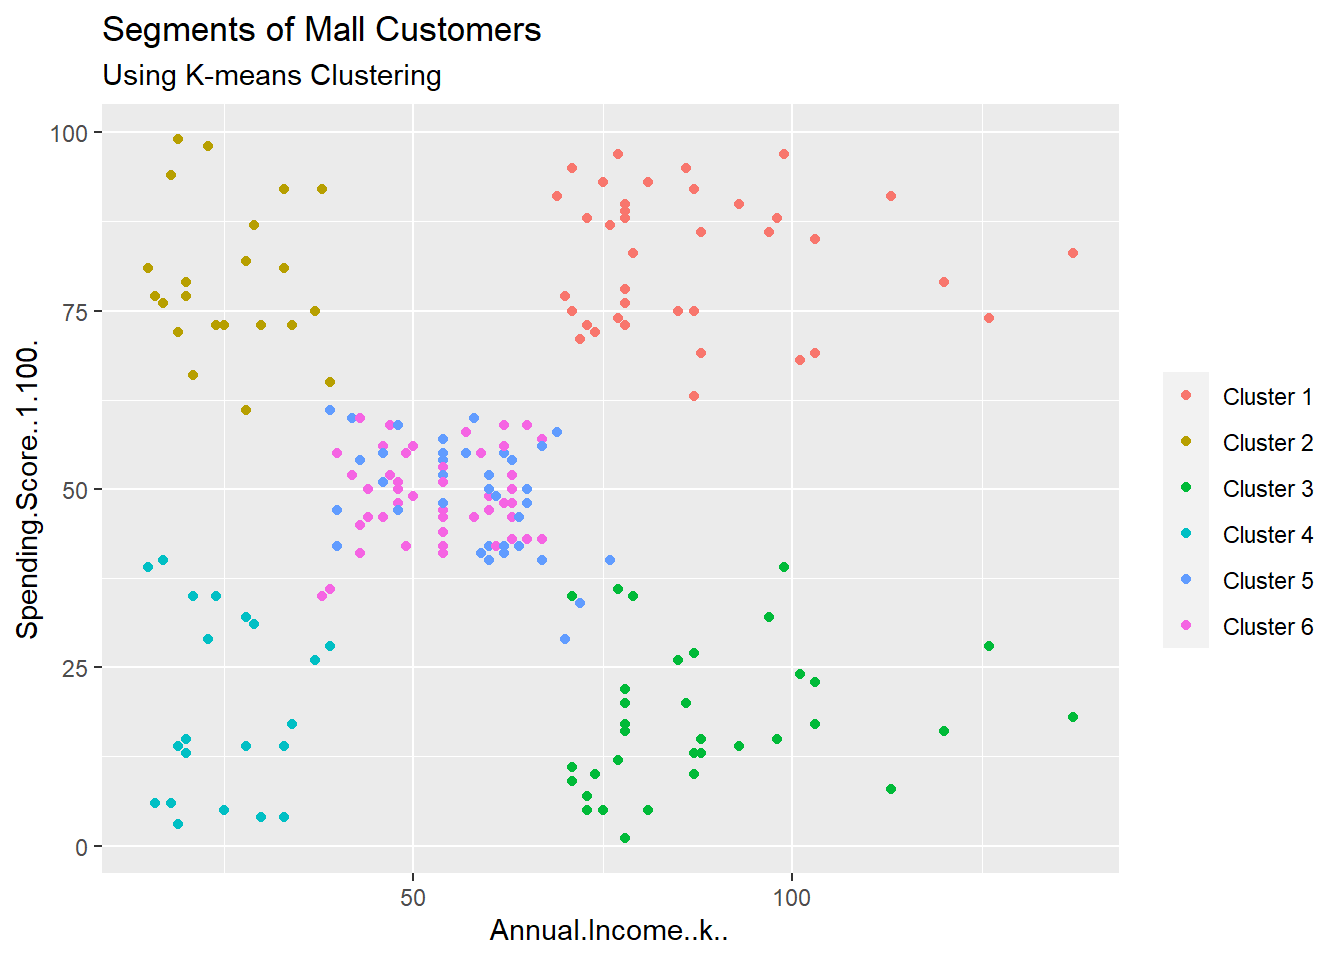 Segments of Mall Customers
Using K-means Clustering
100
75
50
25
0
Spending.Score..1.100.
50
100
Annual.Income..k..
Cluster 1
Cluster 2
Cluster 3
Cluster 4
Cluster 5
Cluster 6